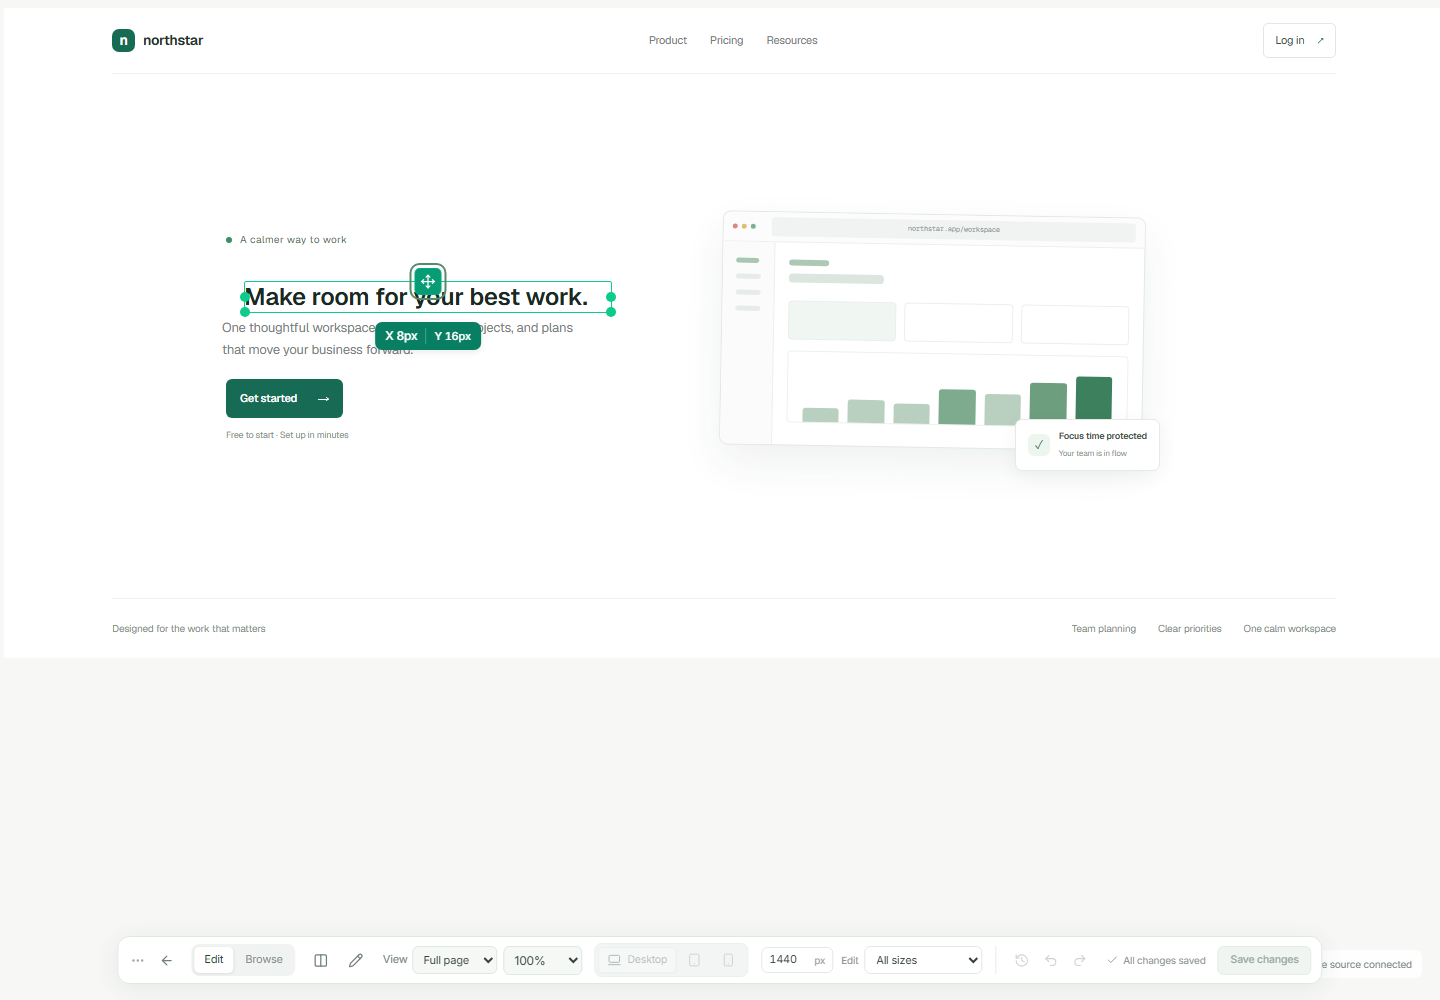 n northstar
Product Pricing Resources
Log in ↗
northstar.app/workspace
A calmer way to work
Make room for your best work.
One thoughtful workspace jects, and plans
that move your business forward.
X 8px Y 16px
Get started →
Free to start · Set up in minutes
✓ Focus time protected
Your team is in flow
Designed for the work that matters
Team planning Clear priorities One calm workspace
Edit Browse View Full page 100% Desktop 1440 px Edit All sizes All changes saved Save changes
e source connected